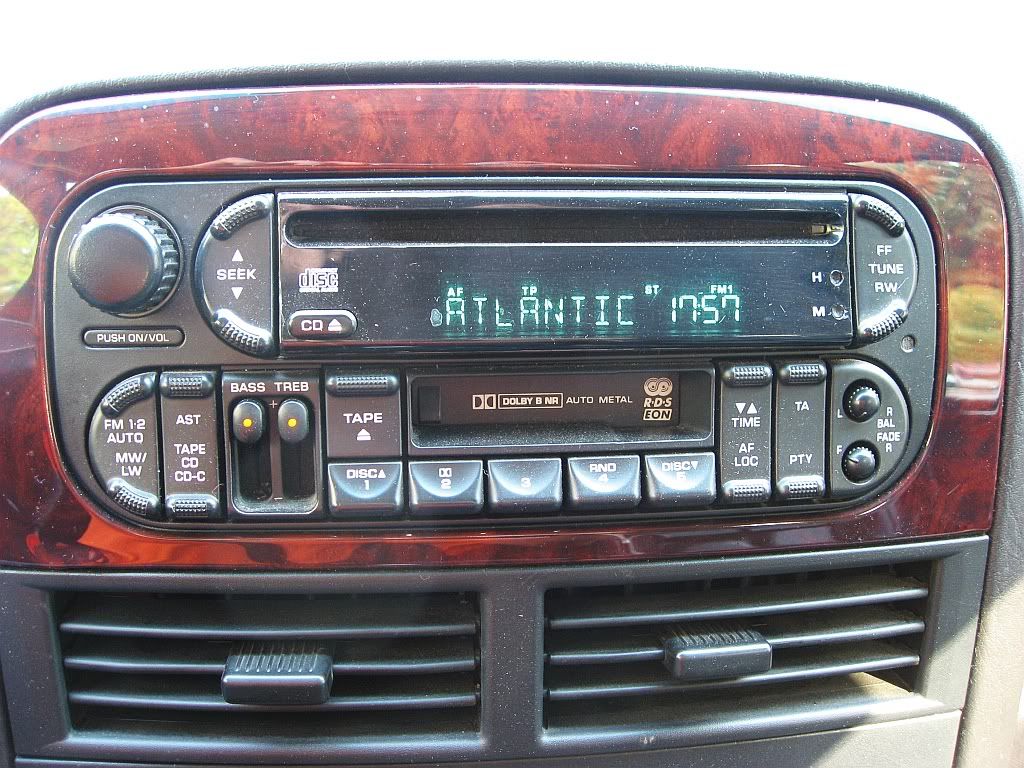 SEEK
PUSH ON/VOL
disc
CD
AF TP ST FM1
ATLANTIC 1757
H
M
FF
TUNE
RW
FM 1·2
AUTO
MW/
LW
AST
TAPE
CD
CD-C
BASS TREB
+
–
TAPE
DOLBY B NR AUTO METAL
R·D·S
EON
DISC
1
2
3
RND
4
DISC
5
TIME
AF
LOC
TA
PTY
L R
BAL
FADE
F R